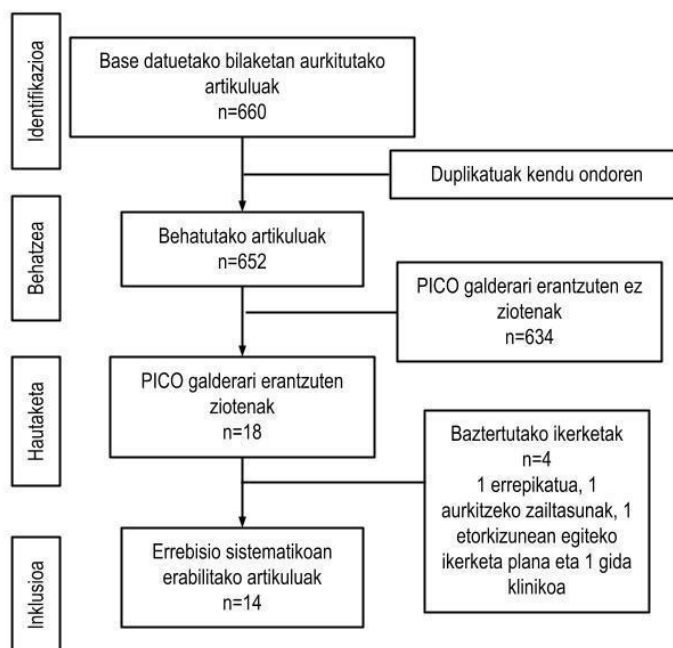 Identifikazioa
Base datuetako bilaketan aurkitutako
artikuluak
n=660
Duplikatuak kendu ondoren
Behatzea
Behatutako artikuluak
n=652
PICO galderari erantzuten ez
ziotenak
n=634
Hautaketa
PICO galderari erantzuten
ziotenak
n=18
Baztertutako ikerketak
n=4
1 errepikatua, 1
aurkitzeko zailtasunak, 1
etorkizunean egiteko
ikerketa plana eta 1 gida
klinikoa
Inklusioa
Errebisio sistematikoan
erabilitako artikuluak
n=14